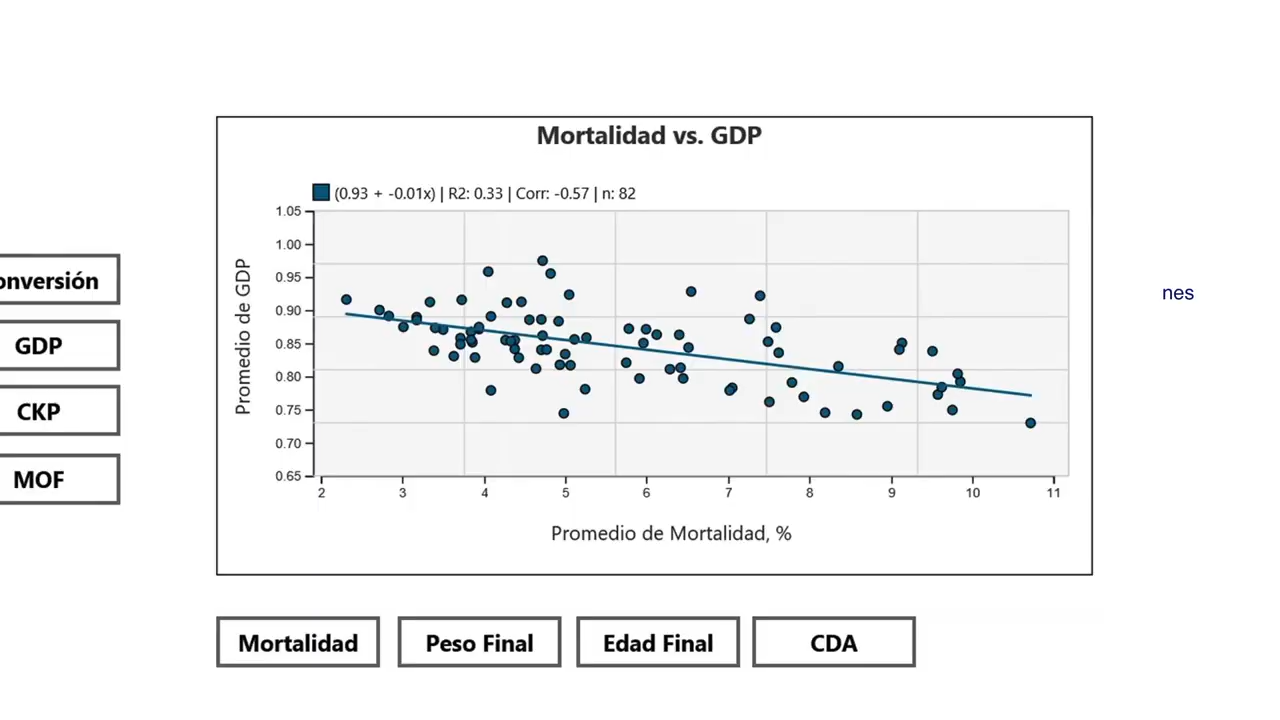 Mortalidad vs. GDP
(0.93 + -0.01x) | R2: 0.33 | Corr: -0.57 | n: 82
1.05
1.00
0.95
0.90
0.85
0.80
0.75
0.70
0.65
Promedio de GDP
2 3 4 5 6 7 8 9 10 11
Promedio de Mortalidad, %
onversión
GDP
CKP
MOF
nes
Mortalidad
Peso Final
Edad Final
CDA